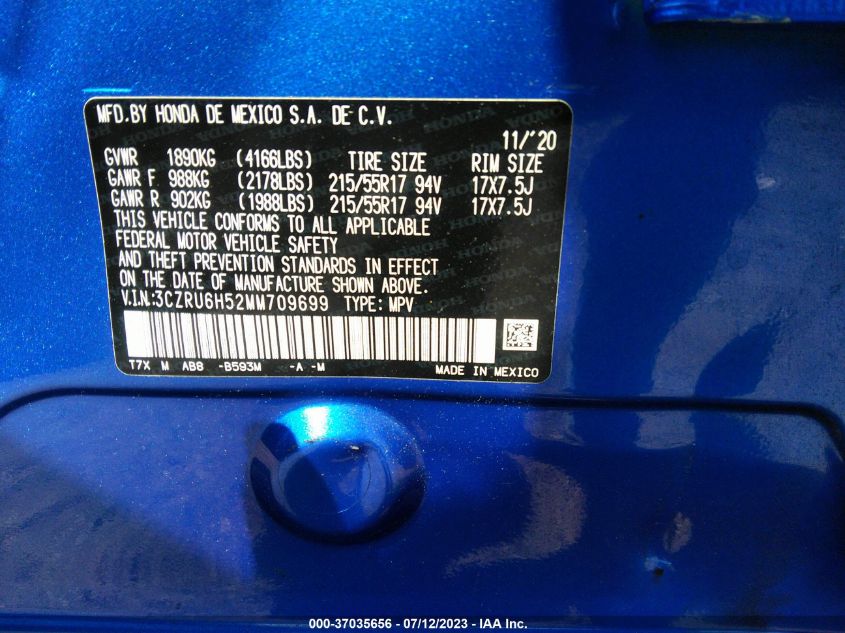 MFD.BY HONDA DE MEXICO S.A. DE C.V.
11/'20
GVWR 1890KG (4166LBS) TIRE SIZE RIM SIZE
GAWR F 988KG (2178LBS) 215/55R17 94V 17X7.5J
GAWR R 902KG (1988LBS) 215/55R17 94V 17X7.5J
THIS VEHICLE CONFORMS TO ALL APPLICABLE
FEDERAL MOTOR VEHICLE SAFETY
AND THEFT PREVENTION STANDARDS IN EFFECT
ON THE DATE OF MANUFACTURE SHOWN ABOVE.
V.I.N:3CZRU6H52MM709699 TYPE: MPV
T7X M AB8 -B593M -A -M MADE IN MEXICO
000-37035656 - 07/12/2023 - IAA Inc.